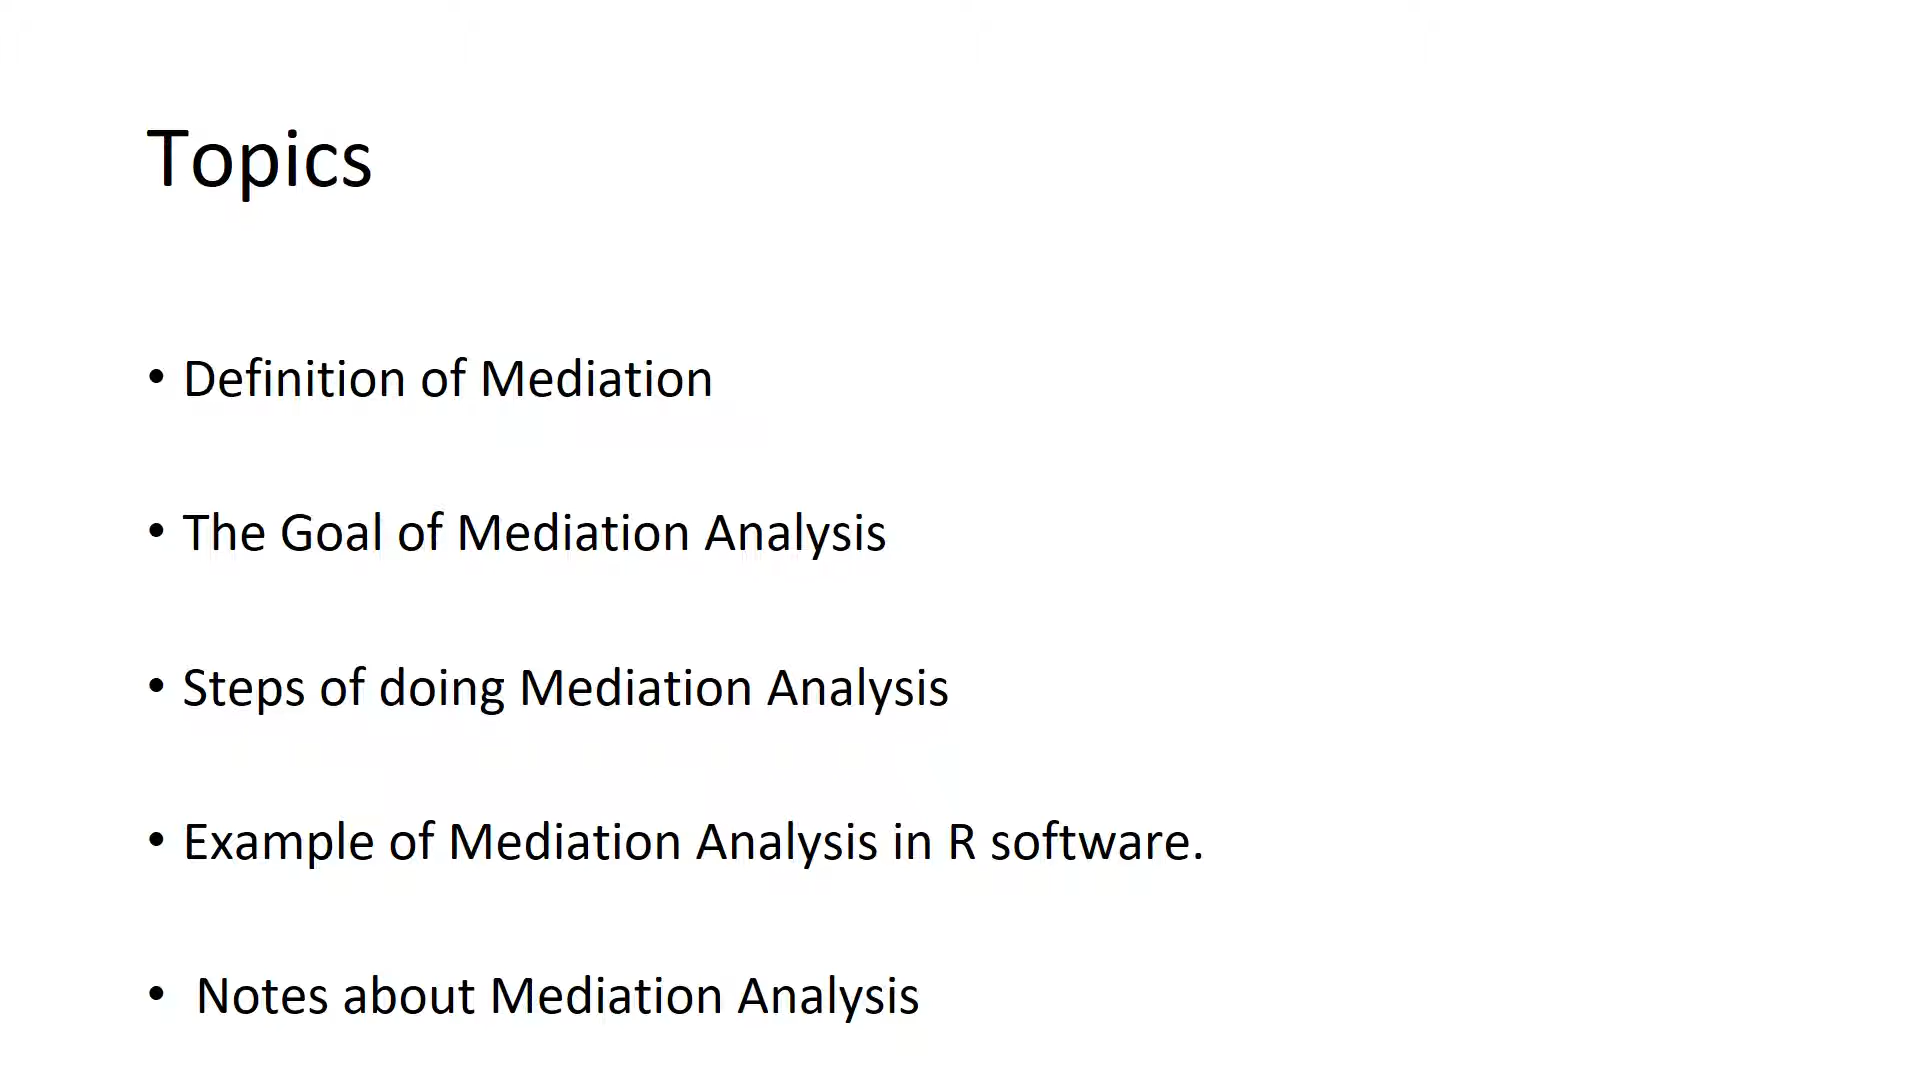 Topics
• Definition of Mediation
• The Goal of Mediation Analysis
• Steps of doing Mediation Analysis
• Example of Mediation Analysis in R software.
• Notes about Mediation Analysis